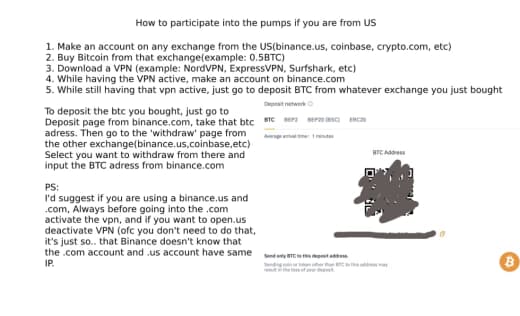 How to participate into the pumps if you are from US
1. Make an account on any exchange from the US(binance.us, coinbase, crypto.com, etc)
2. Buy Bitcoin from that exchange(example: 0.5BTC)
3. Download a VPN (example: NordVPN, ExpressVPN, Surfshark, etc)
4. While having the VPN active, make an account on binance.com
5. While still having that vpn active, just go to deposit BTC from whatever exchange you just bought
To deposit the btc you bought, just go to
Deposit page from binance.com, take that btc
adress. Then go to the 'withdraw' page from
the other exchange(binance.us,coinbase,etc)
Select you want to withdraw from there and
input the BTC adress from binance.com
PS:
I'd suggest if you are using a binance.us and
.com, Always before going into the .com
activate the vpn, and if you want to open.us
deactivate VPN (ofc you don't need to do that,
it's just so.. that Binance doesn't know that
the .com account and .us account have same
IP.
Deposit network
BTC BEP2 BEP20 (BSC) ERC20
Average arrival time: 1 minutes
BTC Address
Send only BTC to this deposit address.
Sending coin or token other than BTC to this address may
result in the loss of your deposit.